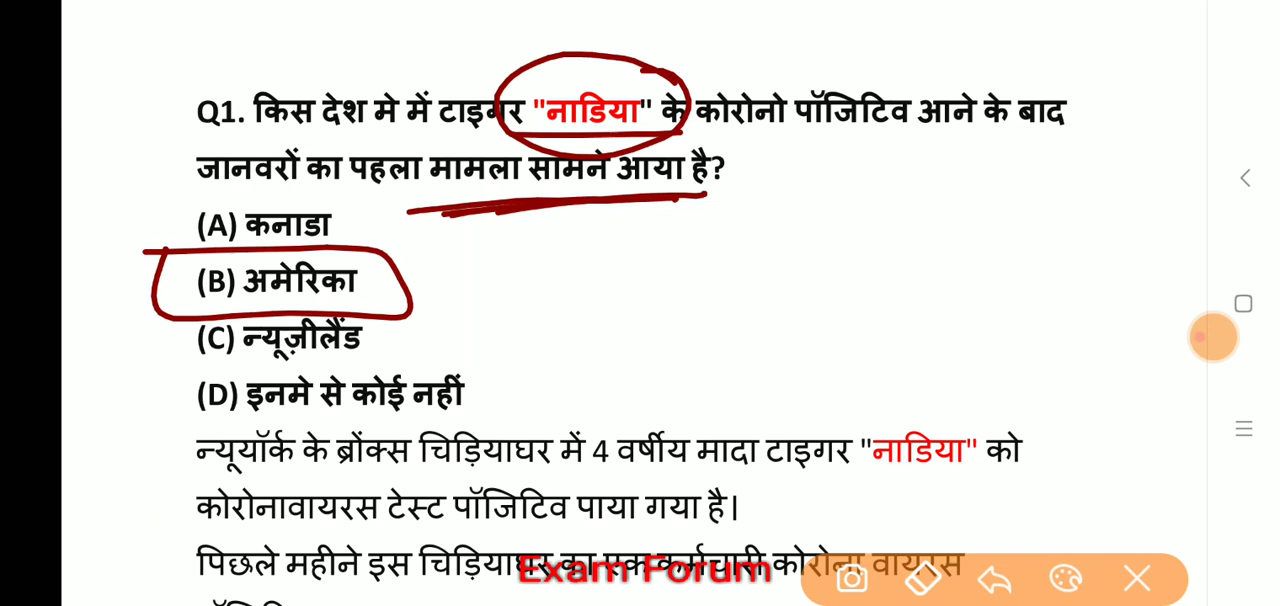 Q1. किस देश मे में टाइगर "नाडिया" के कोरोनो पॉजिटिव आने के बाद
जानवरों का पहला मामला सामने आया है?
(A) कनाडा
(B) अमेरिका
(C) न्यूज़ीलैंड
(D) इनमे से कोई नहीं
न्यूयॉर्क के ब्रोंक्स चिड़ियाघर में 4 वर्षीय मादा टाइगर "नाडिया" को
कोरोनावायरस टेस्ट पॉजिटिव पाया गया है।
पिछले महीने इस चिड़ियाघर का एक कर्मचारी कोरोना वायरस
Exam Forum